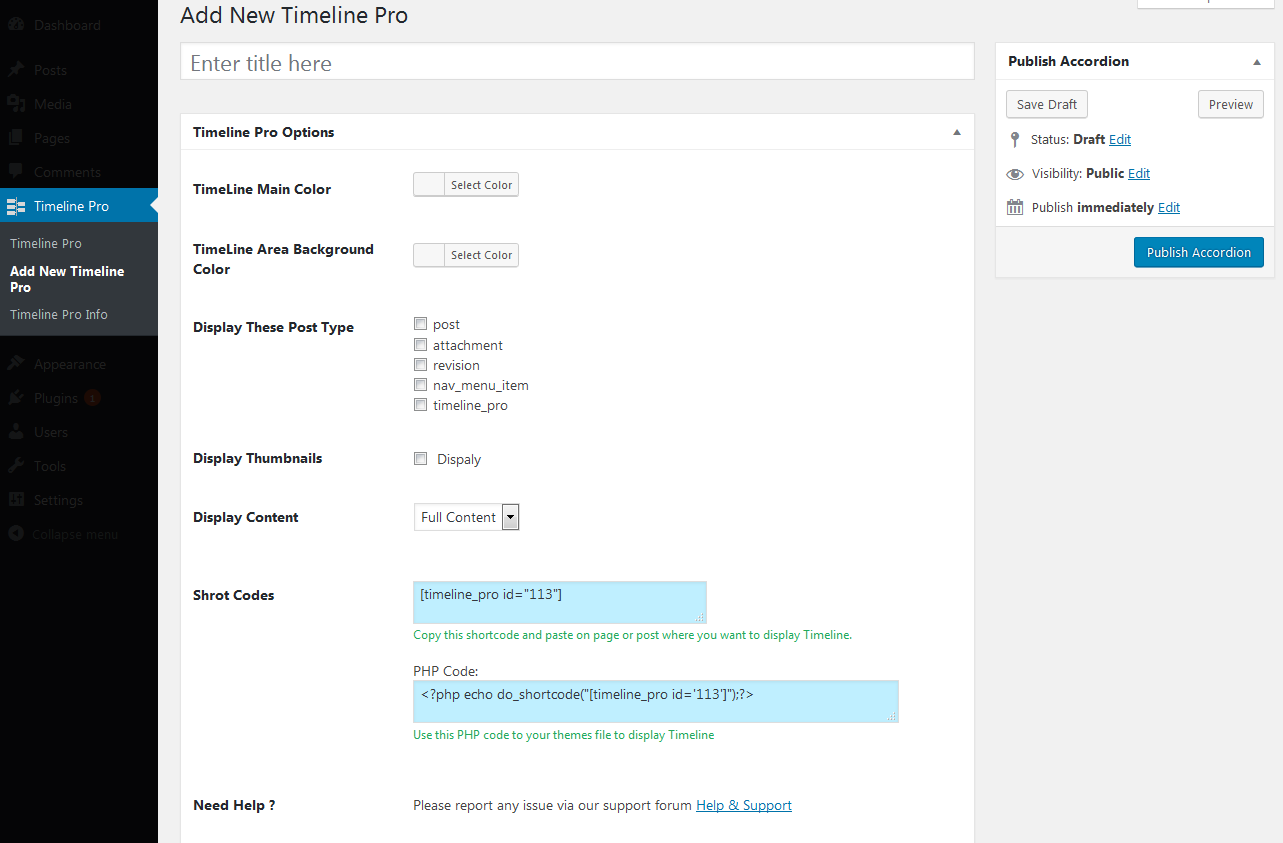 Dashboard
Posts
Media
Pages
Comments
Timeline Pro
Timeline Pro
Add New Timeline
Pro
Timeline Pro Info
Appearance
Plugins 1
Users
Tools
Settings
Collapse menu
Add New Timeline Pro
Enter title here
Timeline Pro Options
TimeLine Main Color
Select Color
TimeLine Area Background
Color
Select Color
Display These Post Type
post
attachment
revision
nav_menu_item
timeline_pro
Display Thumbnails
Dispaly
Display Content
Full Content
Shrot Codes
[timeline_pro id="113"]
Copy this shortcode and paste on page or post where you want to display Timeline.
PHP Code:
<?php echo do_shortcode("[timeline_pro id='113']");?>
Use this PHP code to your themes file to display Timeline
Need Help ?
Please report any issue via our support forum Help & Support
Publish Accordion
Save Draft
Preview
Status: Draft Edit
Visibility: Public Edit
Publish immediately Edit
Publish Accordion